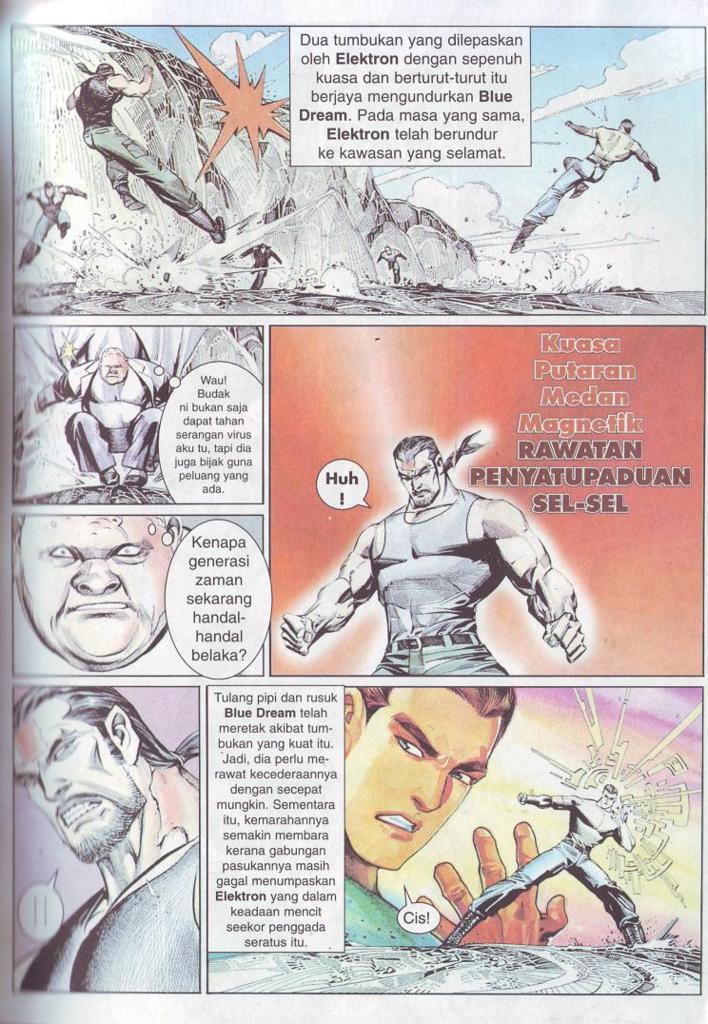 Dua tumbukan yang dilepaskan
oleh Elektron dengan sepenuh
kuasa dan berturut-turut itu
berjaya mengundurkan Blue
Dream. Pada masa yang sama,
Elektron telah berundur
ke kawasan yang selamat.
Wau!
Budak
ni bukan saja
dapat tahan
serangan virus
aku tu, tapi dia
juga bijak guna
peluang yang
ada.
Kuasa
Putaran
Medan
Magnetik
RAWATAN
PENYATUPADUAN
SEL-SEL
Huh
!
Kenapa
generasi
zaman
sekarang
handal-
handal
belaka?
Tulang pipi dan rusuk
Blue Dream telah
meretak akibat tum-
bukan yang kuat itu.
Jadi, dia perlu me-
rawat kecederaannya
dengan secepat
mungkin. Sementara
itu, kemarahannya
semakin membara
kerana gabungan
pasukannya masih
gagal menumpaskan
Elektron yang dalam
keadaan mencit
seekor penggada
seratus itu.
!!
Cis!